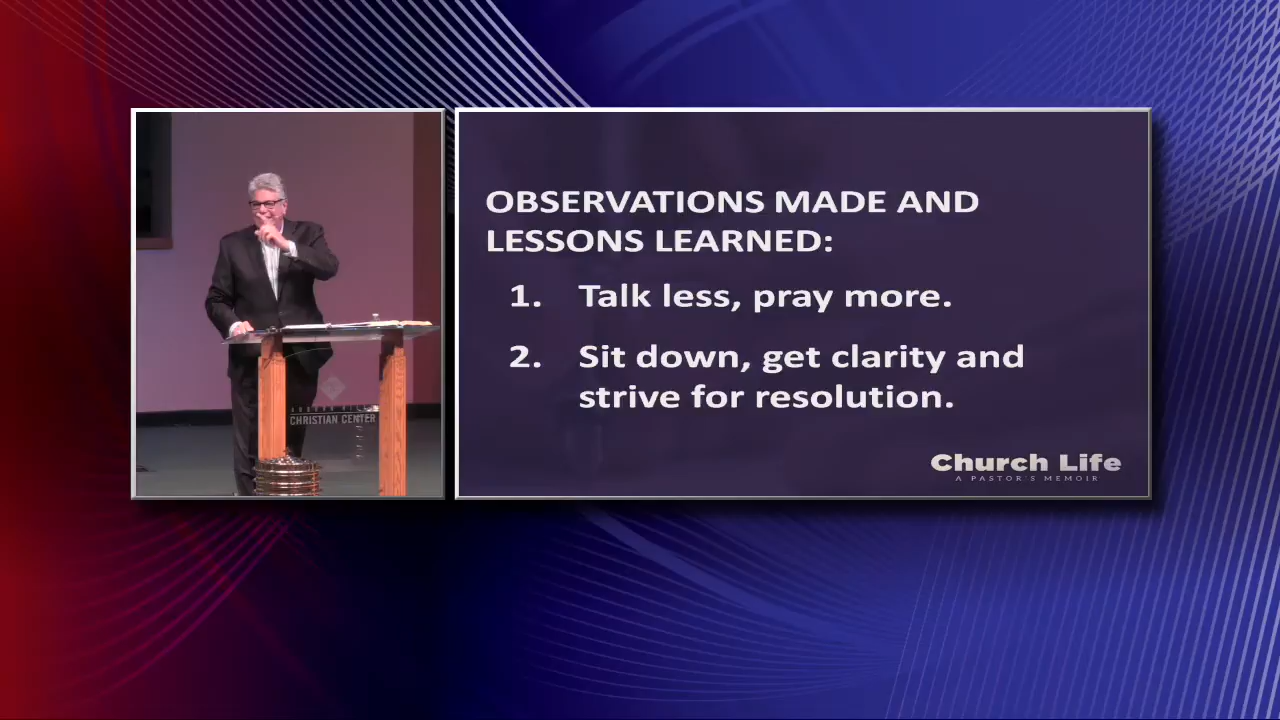 OBSERVATIONS MADE AND
LESSONS LEARNED:
1. Talk less, pray more.
2. Sit down, get clarity and
strive for resolution.
Church Life
A PASTOR'S MEMOIR
CHRISTIAN CENTER